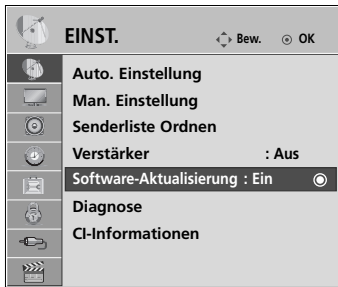 EINST. Bew. OK
Auto. Einstellung
Man. Einstellung
Senderliste Ordnen
Verstärker : Aus
Software-Aktualisierung : Ein
Diagnose
CI-Informationen